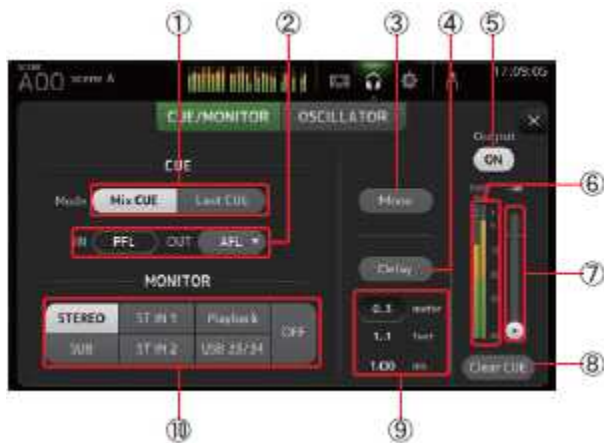 ① ② ③ ④ ⑤
A00 scene A 17:09:05
CUE/MONITOR OSCILLATOR
Output
ON
CUE
⑥
Mode Mix CUE Last CUE
Mono
IN PFL OUT AFL
⑦
Delay
MONITOR
STEREO ST IN 1 Playback OFF
SUB ST IN 2 USB 33/34
0.3 meter
1.1 feet
1.00 ms
Clear CUE
⑧
⑩ ⑨